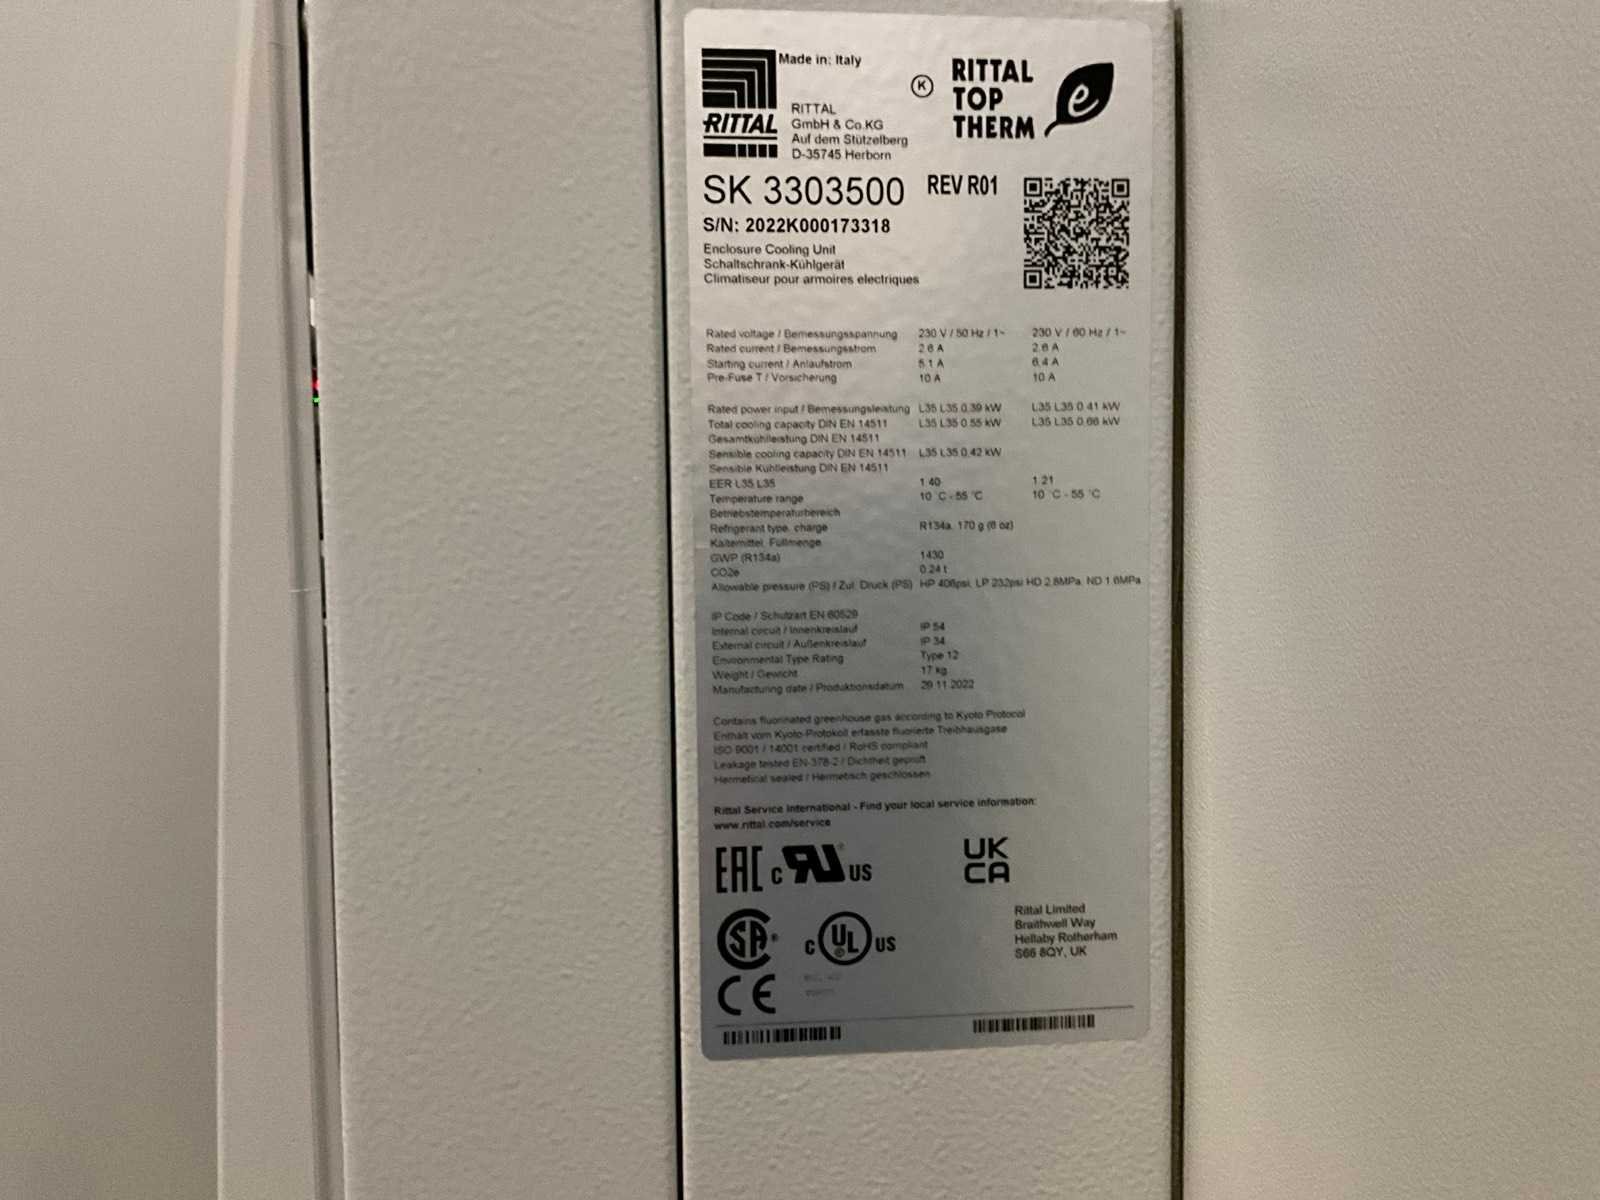 Made in: Italy
RITTAL
RITTAL
GmbH & Co.KG
Auf dem Stützelberg
D-35745 Herborn
K
RITTAL
TOP
THERM
e
SK 3303500
REV R01
S/N: 2022K000173318
Enclosure Cooling Unit
Schaltschrank-Kühlgerät
Climatiseur pour armoires electriques
Rated voltage / Bemessungsspannung 230 V / 50 Hz / 1~ 230 V / 60 Hz / 1~
Rated current / Bemessungsstrom 2.6 A 2.6 A
Starting current / Anlaufstrom 5.1 A 6.4 A
Pre-Fuse T / Vorsicherung 10 A 10 A
Rated power input / Bemessungsleistung L35 L35 0.39 kW L35 L35 0.41 kW
Total cooling capacity DIN EN 14511 L35 L35 0.55 kW L35 L35 0.66 kW
Gesamtkühlleistung DIN EN 14511
Sensible cooling capacity DIN EN 14511 L35 L35 0.42 kW
Sensible Kühlleistung DIN EN 14511
EER L35 L35 1.40 1.21
Temperature range 10 °C - 55 °C 10 °C - 55 °C
Betriebstemperaturbereich
Refrigerant type, charge R134a, 170 g (6 oz)
Kältemittel, Füllmenge
GWP (R134a) 1430
CO2e 0.24 t
Allowable pressure (PS) / Zul. Druck (PS) HP 406psi, LP 232psi HD 2.8MPa, ND 1.6MPa
IP Code / Schutzart EN 60529
Internal circuit / Innenkreislauf IP 54
External circuit / Außenkreislauf IP 34
Environmental Type Rating Type 12
Weight / Gewicht 17 kg
Manufacturing date / Produktionsdatum 29.11.2022
Contains fluorinated greenhouse gas according to Kyoto Protocol
Enthält vom Kyoto-Protokoll erfasste fluorierte Treibhausgase
ISO 9001 / 14001 certified / RoHS compliant
Leakage tested EN-378-2 / Dichtheit geprüft
Hermetical sealed / Hermetisch geschlossen
Rittal Service International - Find your local service information:
www.rittal.com/service
EAC c RU ® US
UK
CA
SA ® c UL US
CE
Rittal Limited
Braithwell Way
Hellaby Rotherham
S66 8QY, UK